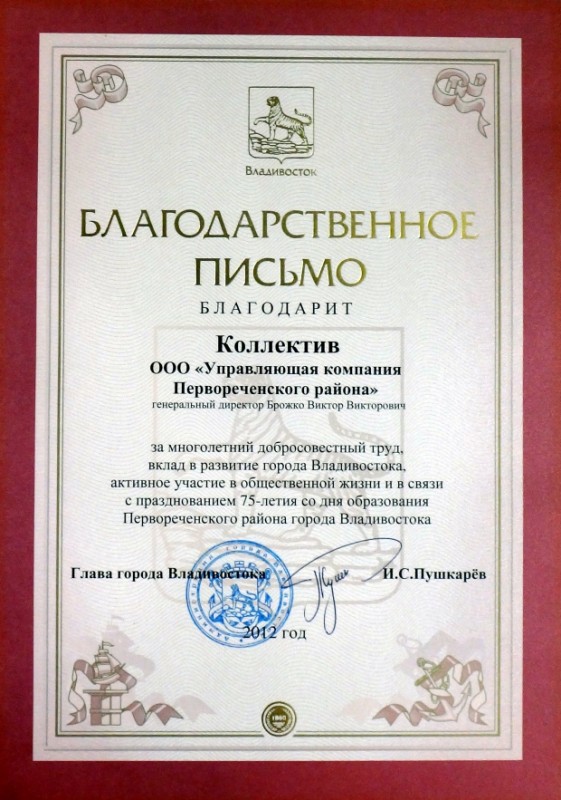 Владивосток
БЛАГОДАРСТВЕННОЕ
ПИСЬМО
БЛАГОДАРИТ
Коллектив
ООО «Управляющая компания
Первореченского района»
генеральный директор Брожко Виктор Викторович
за многолетний добросовестный труд,
вклад в развитие города Владивостока,
активное участие в общественной жизни и в связи
с празднованием 75-летия со дня образования
Первореченского района города Владивостока
Глава города Владивостока И.С.Пушкарёв
2012 год